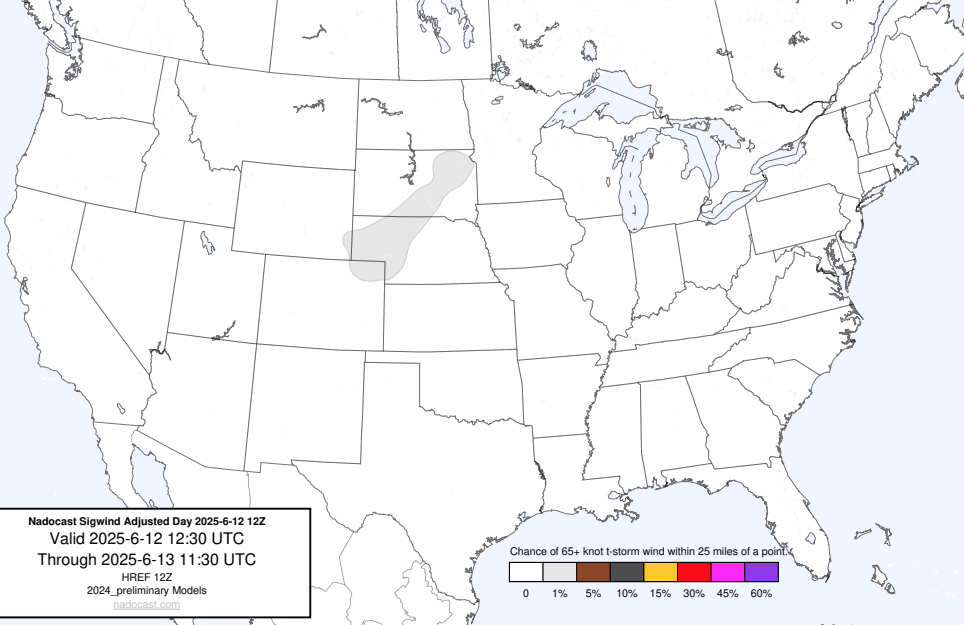 Nadocast Sigwind Adjusted Day 2025-6-12 12Z
Valid 2025-6-12 12:30 UTC
Through 2025-6-13 11:30 UTC
HREF 12Z
2024_preliminary Models
nadocast.com
Chance of 65+ knot t-storm wind within 25 miles of a point.
0 1% 5% 10% 15% 30% 45% 60%